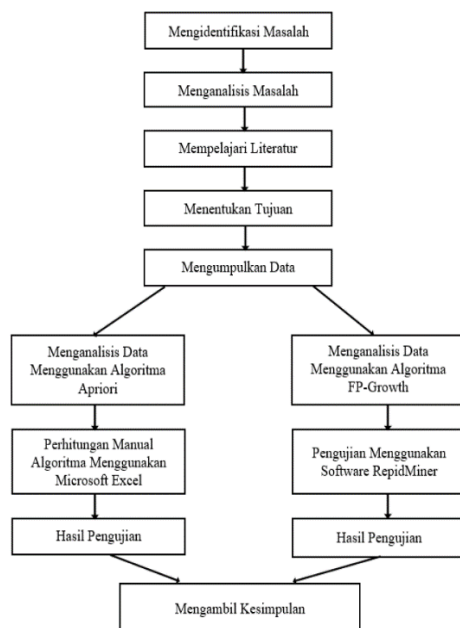 Mengidentifikasi Masalah
Menganalisis Masalah
Mempelajari Literatur
Menentukan Tujuan
Mengumpulkan Data
Menganalisis Data
Menggunakan Algoritma
Apriori
Menganalisis Data
Menggunakan Algoritma
FP-Growth
Perhitungan Manual
Algoritma Menggunakan
Microsoft Excel
Pengujian Menggunakan
Software RepidMiner
Hasil Pengujian
Hasil Pengujian
Mengambil Kesimpulan